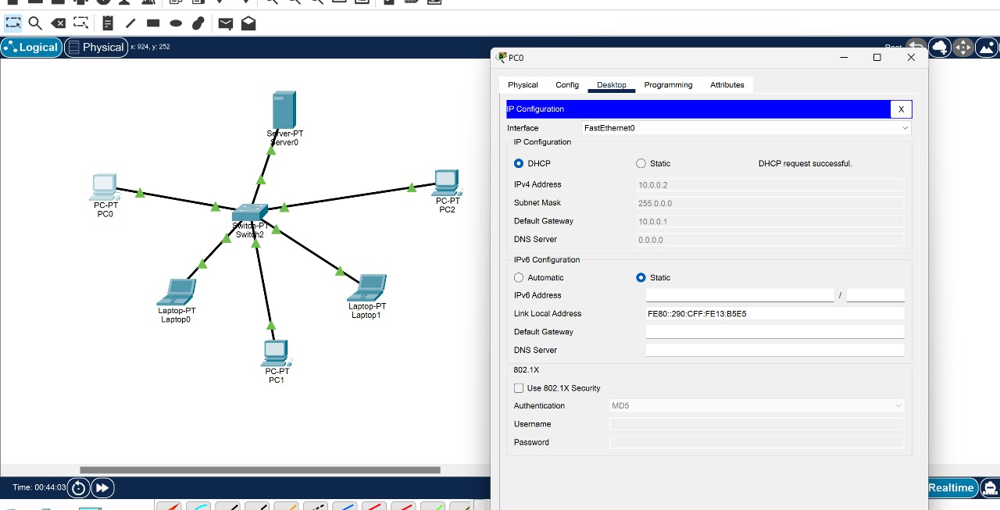 Logical
Physical
x: 924, y: 252
PC0
Physical
Config
Desktop
Programming
Attributes
IP Configuration
X
Interface
FastEthernet0
IP Configuration
DHCP
Static
DHCP request successful.
IPv4 Address
10.0.0.2
Subnet Mask
255.0.0.0
Default Gateway
10.0.0.1
DNS Server
0.0.0.0
IPv6 Configuration
Automatic
Static
IPv6 Address
/
Link Local Address
FE80::290:CFF:FE13:B5E5
Default Gateway
DNS Server
802.1X
Use 802.1X Security
Authentication
MD5
Username
Password
Server-PT
Server0
PC-PT
PC0
PC-PT
PC2
Switch-PT
Switch2
Laptop-PT
Laptop0
Laptop-PT
Laptop1
PC-PT
PC1
Time: 00:44:03
Realtime